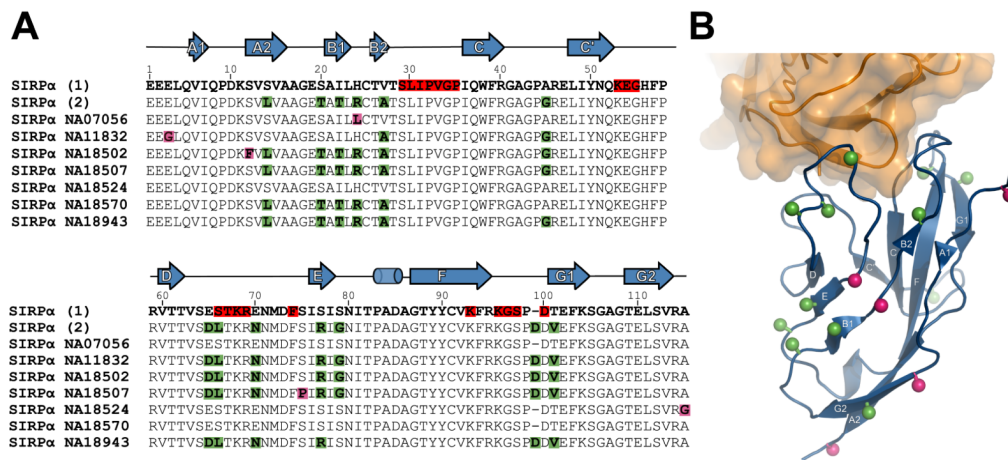 A
B
A1 A2 B1 B2 C C'
1 10 20 30 40 50
SIRPα (1) EEELQVIQPDKSVSVAAGESAILHCTVTSLIPVGPIQWFRGAGPARELIYNQKEGHFP
SIRPα (2) EEELQVIQPDKSVLVAAGETATLRCTATSLIPVGPIQWFRGAGPGRELIYNQKEGHFP
SIRPα NA07056 EEELQVIQPDKSVSVAAGESAILLCTVTSLIPVGPIQWFRGAGPARELIYNQKEGHFP
SIRPα NA11832 EEGLQVIQPDKSVSVAAGETATLHCTATSLIPVGPIQWFRGAGPGRELIYNQKEGHFP
SIRPα NA18502 EEELQVIQPDKFVLVAAGETATLRCTATSLIPVGPIQWFRGAGPGRELIYNQKEGHFP
SIRPα NA18507 EEELQVIQPDKSVLVAAGETATLRCTATSLIPVGPIQWFRGAGPGRELIYNQKEGHFP
SIRPα NA18524 EEELQVIQPDKSVSVAAGESAILHCTVTSLIPVGPIQWFRGAGPARELIYNQKEGHFP
SIRPα NA18570 EEELQVIQPDKSVLVAAGETATLRCTATSLIPVGPIQWFRGAGPGRELIYNQKEGHFP
SIRPα NA18943 EEELQVIQPDKSVLVAAGETATLRCTATSLIPVGPIQWFRGAGPGRELIYNQKEGHFP
D E F G1 G2
60 70 80 90 100 110
SIRPα (1) RVTTVSESTKRENMDFSISISNITPADAGTYYCVKFRKGSP-DTEFKSGAGTELSVRA
SIRPα (2) RVTTVSDLTKRNNMDFSIRIGNITPADAGTYYCVKFRKGSPDDVEFKSGAGTELSVRA
SIRPα NA07056 RVTTVSESTKRENMDFSISISNITPADAGTYYCVKFRKGSP-DTEFKSGAGTELSVRA
SIRPα NA11832 RVTTVSDLTKRNNMDFSIRIGNITPADAGTYYCVKFRKGSPDDVEFKSGAGTELSVRA
SIRPα NA18502 RVTTVSDLTKRNNMDFSIRIGNITPADAGTYYCVKFRKGSPDDVEFKSGAGTELSVRA
SIRPα NA18507 RVTTVSDLTKRNNMDFPIRIGNITPADAGTYYCVKFRKGSPDDVEFKSGAGTELSVRA
SIRPα NA18524 RVTTVSESTKRENMDFSISISNITPADAGTYYCVKFRKGSP-DTEFKSGAGTELSVRG
SIRPα NA18570 RVTTVSESTKRENMDFSISISNITPADAGTYYCVKFRKGSP-DTEFKSGAGTELSVRA
SIRPα NA18943 RVTTVSDLTKRNNMDFSIRISNITPADAGTYYCVKFRKGSPDDVEFKSGAGTELSVRA
G1
B2
A1
C
D
C'
F
E
B1
G2
A2